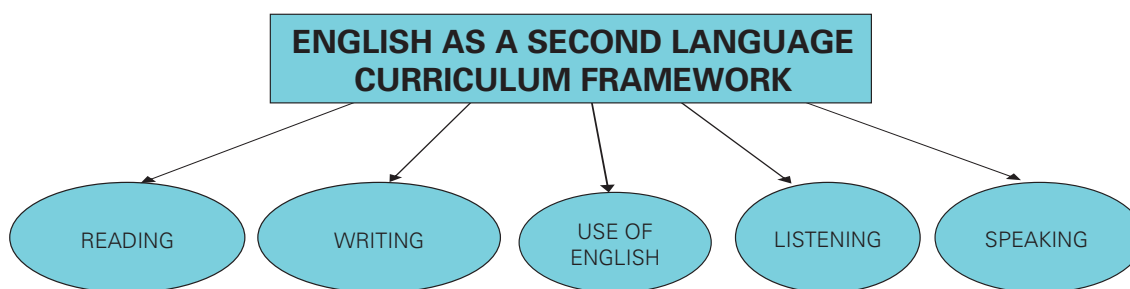 ENGLISH AS A SECOND LANGUAGE
CURRICULUM FRAMEWORK
READING
WRITING
USE OF
ENGLISH
LISTENING
SPEAKING